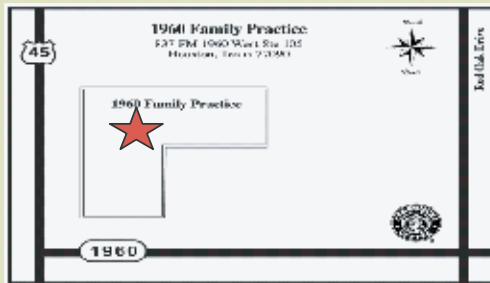 1960 Family Practice
837 FM 1960 West Ste 105
Houston, Texas 77090
45
Red Oak Drive
1960 Family Practice
1960